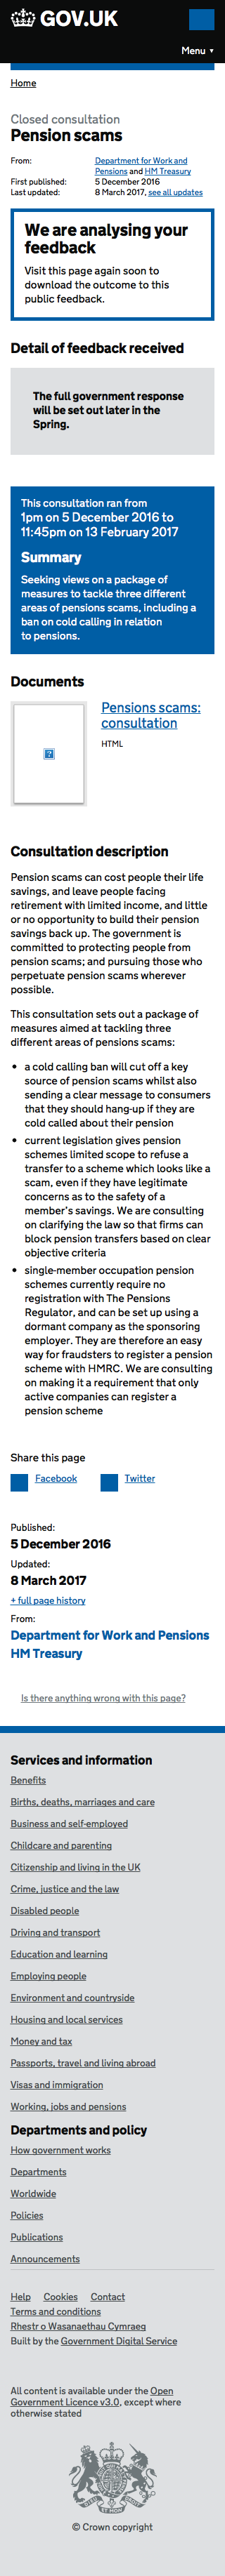 GOV.UK
Menu ▼
Home
Closed consultation
Pension scams
From: Department for Work and
Pensions and HM Treasury
First published: 5 December 2016
Last updated: 8 March 2017, see all updates
We are analysing your
feedback
Visit this page again soon to
download the outcome to this
public feedback.
Detail of feedback received
The full government response
will be set out later in the
Spring.
This consultation ran from
1pm on 5 December 2016 to
11:45pm on 13 February 2017
Summary
Seeking views on a package of
measures to tackle three different
areas of pensions scams, including a
ban on cold calling in relation
to pensions.
Documents
Pensions scams:
consultation
HTML
Consultation description
Pension scams can cost people their life
savings, and leave people facing
retirement with limited income, and little
or no opportunity to build their pension
savings back up. The government is
committed to protecting people from
pension scams; and pursuing those who
perpetuate pension scams wherever
possible.
This consultation sets out a package of
measures aimed at tackling three
different areas of pensions scams:
• a cold calling ban will cut off a key
source of pension scams whilst also
sending a clear message to consumers
that they should hang-up if they are
cold called about their pension
• current legislation gives pension
schemes limited scope to refuse a
transfer to a scheme which looks like a
scam, even if they have legitimate
concerns as to the safety of a
member's savings. We are consulting
on clarifying the law so that firms can
block pension transfers based on clear
objective criteria
• single-member occupation pension
schemes currently require no
registration with The Pensions
Regulator, and can be set up using a
dormant company as the sponsoring
employer. They are therefore an easy
way for fraudsters to register a pension
scheme with HMRC. We are consulting
on making it a requirement that only
active companies can register a
pension scheme
Share this page
Facebook Twitter
Published:
5 December 2016
Updated:
8 March 2017
+ full page history
From:
Department for Work and Pensions
HM Treasury
Is there anything wrong with this page?
Services and information
Benefits
Births, deaths, marriages and care
Business and self-employed
Childcare and parenting
Citizenship and living in the UK
Crime, justice and the law
Disabled people
Driving and transport
Education and learning
Employing people
Environment and countryside
Housing and local services
Money and tax
Passports, travel and living abroad
Visas and immigration
Working, jobs and pensions
Departments and policy
How government works
Departments
Worldwide
Policies
Publications
Announcements
Help Cookies Contact
Terms and conditions
Rhestr o Wasanaethau Cymraeg
Built by the Government Digital Service
All content is available under the Open
Government Licence v3.0, except where
otherwise stated
© Crown copyright